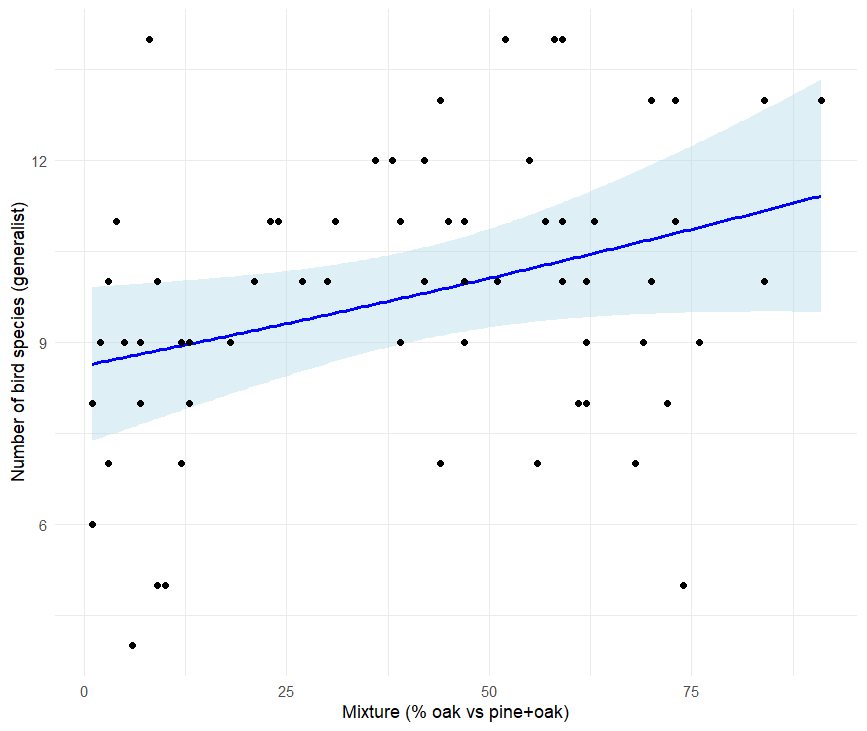 Number of bird species (generalist)
12
9
6
0 25 50 75
Mixture (% oak vs pine+oak)